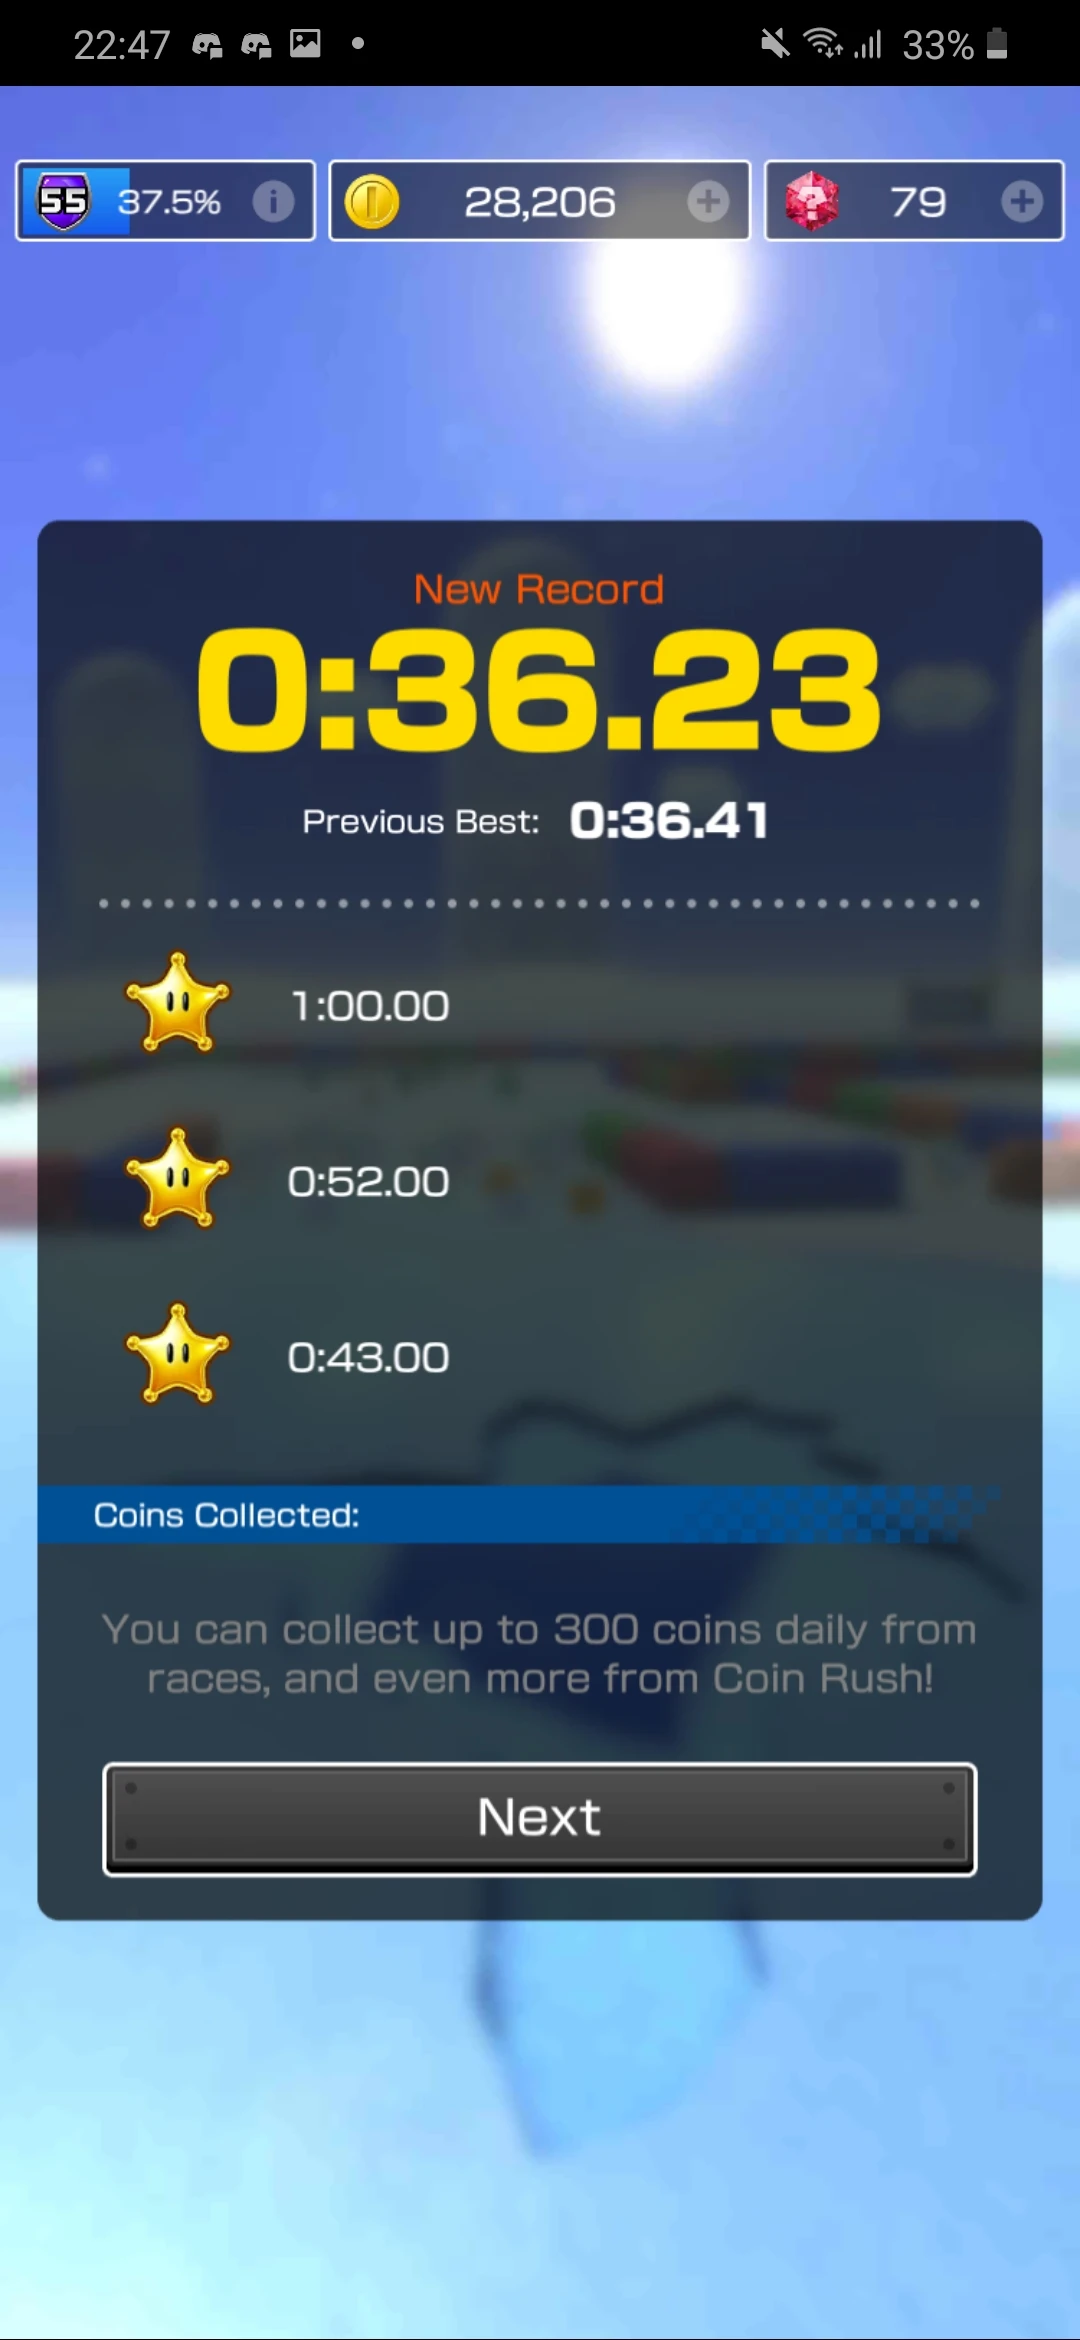 22:47 33%
55 37.5% 28,206 79
New Record
0:36.23
Previous Best: 0:36.41
1:00.00
0:52.00
0:43.00
Coins Collected:
You can collect up to 300 coins daily from
races, and even more from Coin Rush!
Next